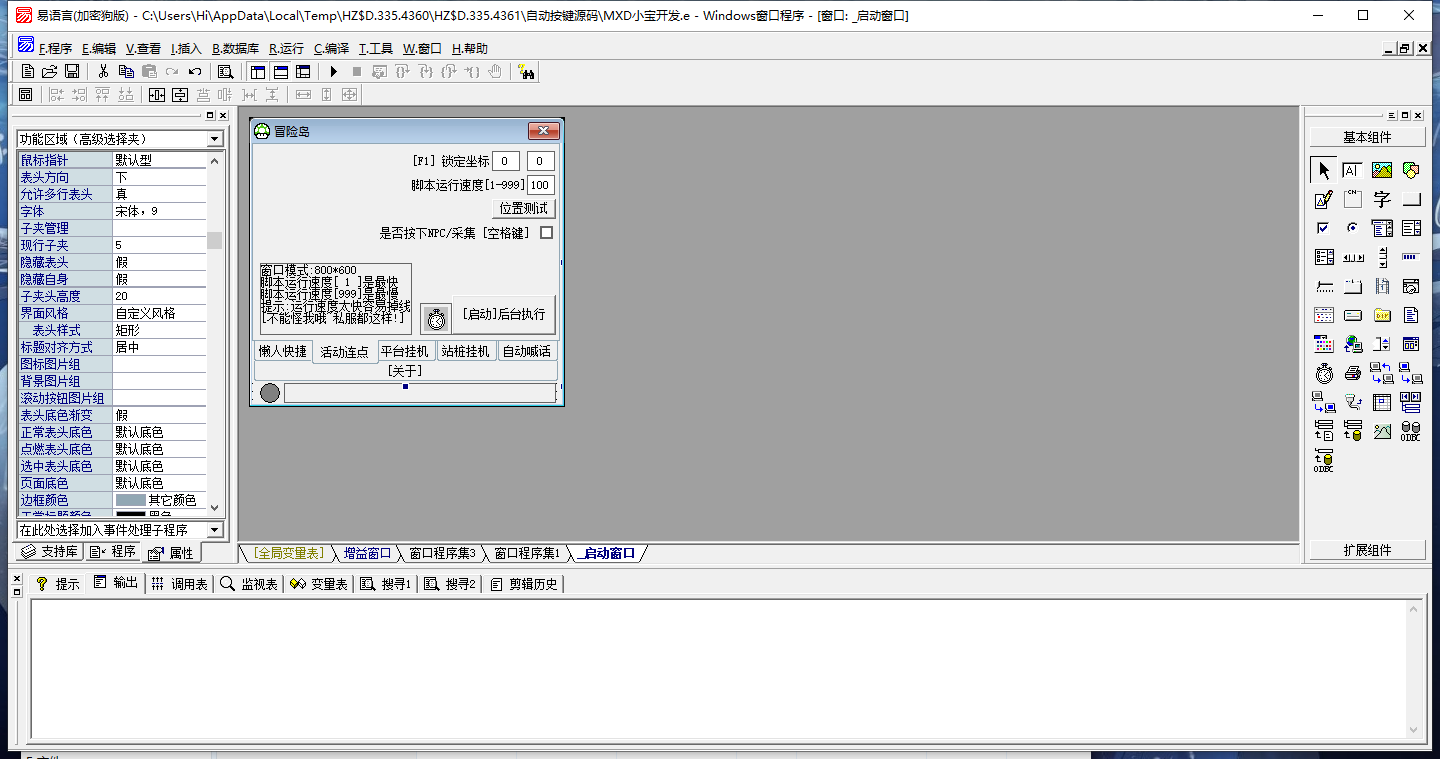 易语言(加密狗版) - C:\Users\Hi\AppData\Local\Temp\HZ$D.335.4360\HZ$D.335.4361\自动按键源码\MXD小宝开发.e - Windows窗口程序 - [窗口: _启动窗口]
F.程序 E.编辑 V.查看 I.插入 B.数据库 R.运行 C.编译 T.工具 W.窗口 H.帮助
功能区域（高级选择夹）
鼠标指针 默认型
表头方向 下
允许多行表头 真
字体 宋体，9
子夹管理
现行子夹 5
隐藏表头 假
隐藏自身 假
子夹头高度 20
界面风格 自定义风格
表头样式 矩形
标题对齐方式 居中
图标图片组
背景图片组
滚动按钮图片组
表头底色渐变 假
正常表头底色 默认底色
点燃表头底色 默认底色
选中表头底色 默认底色
页面底色 默认底色
边框颜色 其它颜色
正常标题颜色 黑色
在此处选择加入事件处理子程序
支持库 程序 属性
冒险岛
[F1] 锁定坐标 0 0
脚本运行速度[1-999] 100
位置测试
是否按下NPC/采集 [空格键]
窗口模式:800*600
脚本运行速度[ 1 ]是最快
脚本运行速度[999]是最慢
提示:运行速度太快容易掉线
[不能怪我哦~私服都这样!]
[启动]后台执行
懒人快捷 活动连点 平台挂机 站桩挂机 自动喊话
[关于]
[全局变量表] 增益窗口 窗口程序集3 窗口程序集1 _启动窗口
基本组件
A
CN
字
DIR
ODBC
ODBC
扩展组件
提示 输出 调用表 监视表 变量表 搜寻1 搜寻2 剪辑历史